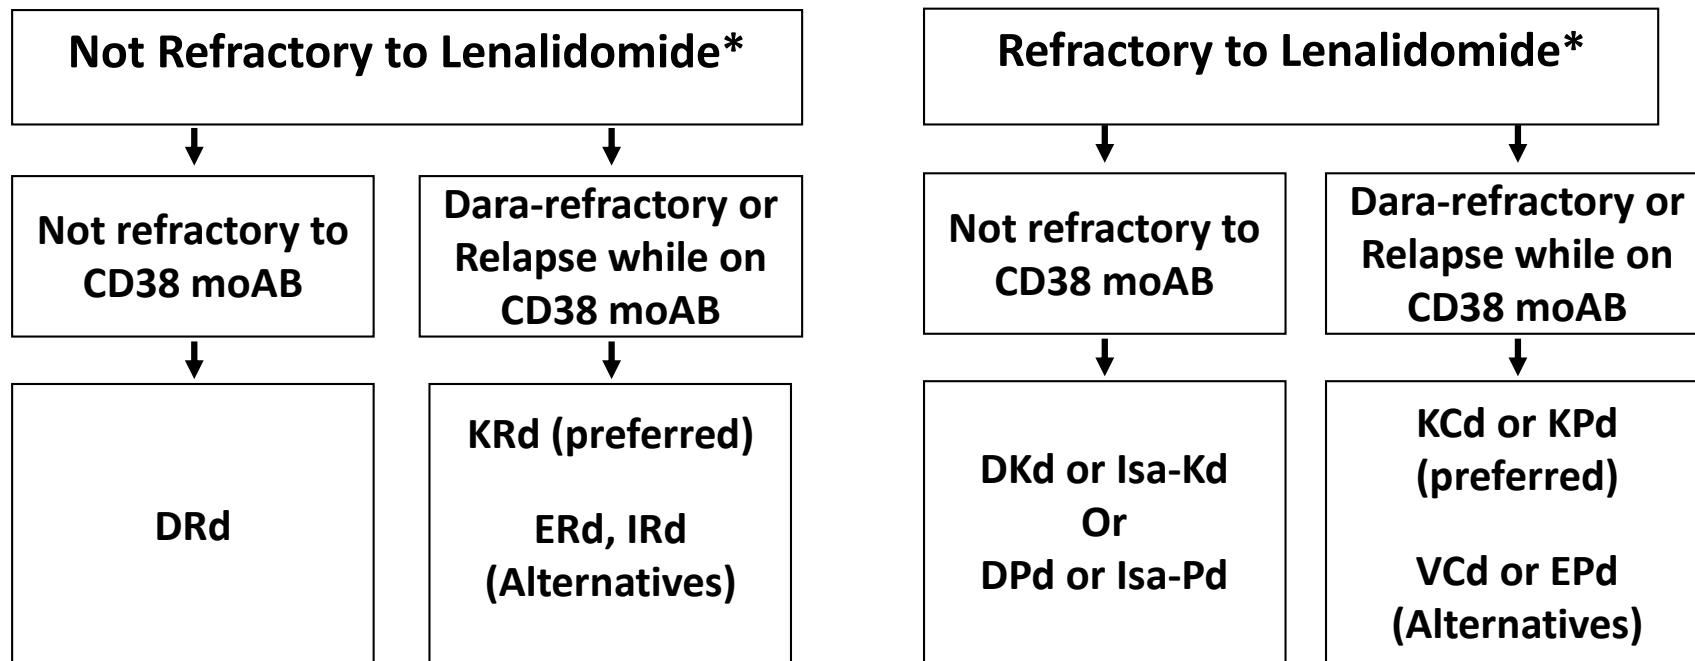 Not Refractory to Lenalidomide*
Refractory to Lenalidomide*
Not refractory to
CD38 moAB
Dara-refractory or
Relapse while on
CD38 moAB
Not refractory to
CD38 moAB
Dara-refractory or
Relapse while on
CD38 moAB
DRd
KRd (preferred)
ERd, IRd
(Alternatives)
DKd or Isa-Kd
Or
DPd or Isa-Pd
KCd or KPd
(preferred)
VCd or EPd
(Alternatives)